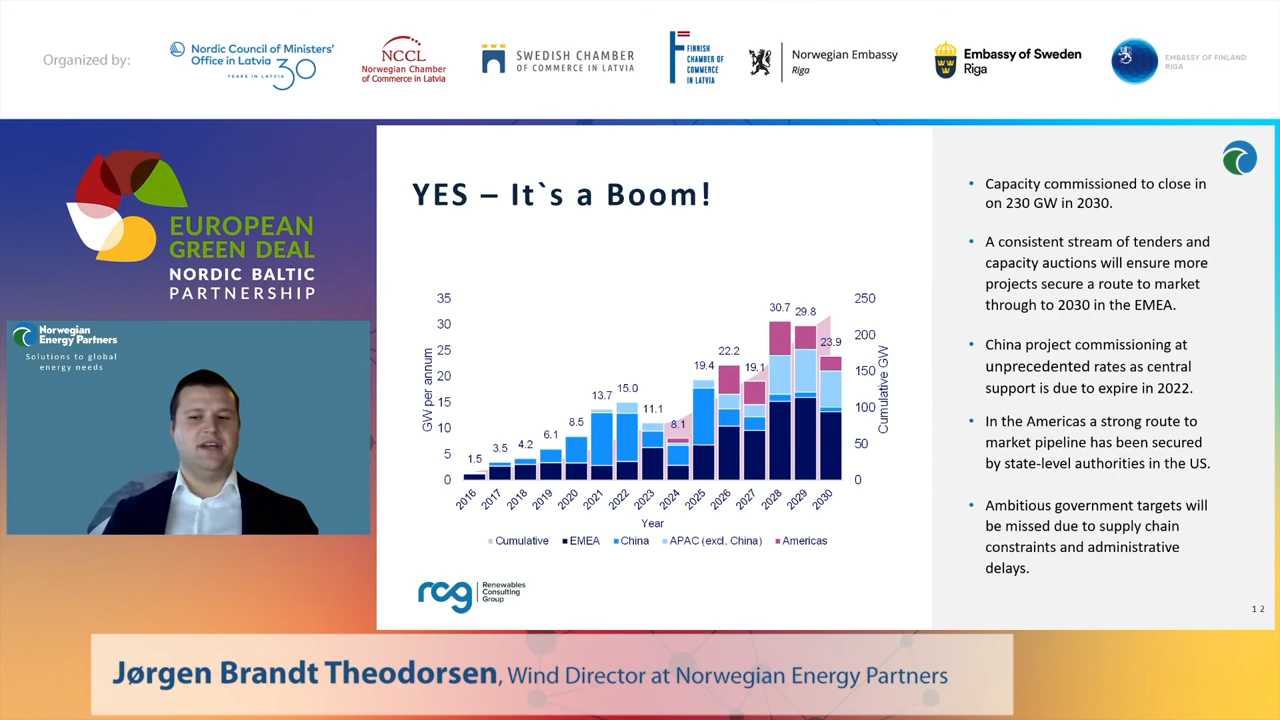 Organized by:
Nordic Council of Ministers'
Office in Latvia
YEARS IN LATVIA 30
NCCL
Norwegian Chamber
of Commerce in Latvia
SWEDISH CHAMBER
OF COMMERCE IN LATVIA
FINNISH
CHAMBER OF
COMMERCE
IN LATVIA
Norwegian Embassy
Riga
Embassy of Sweden
Riga
EMBASSY OF FINLAND
RIGA
EUROPEAN
GREEN DEAL
NORDIC BALTIC
PARTNERSHIP
Norwegian
Energy Partners
Solutions to global
energy needs
YES – It`s a Boom!
GW per annum
35
30
25
20
15
10
5
0
1.5
3.5
4.2
6.1
8.5
13.7
15.0
11.1
8.1
19.4
22.2
19.1
30.7
29.8
23.9
250
200
150
100
50
0
Cumulative GW
2016
2017
2018
2019
2020
2021
2022
2023
2024
2025
2026
2027
2028
2029
2030
Year
Cumulative EMEA China APAC (excl. China) Americas
rcg Renewables
Consulting
Group
• Capacity commissioned to close in
on 230 GW in 2030.
• A consistent stream of tenders and
capacity auctions will ensure more
projects secure a route to market
through to 2030 in the EMEA.
• China project commissioning at
unprecedented rates as central
support is due to expire in 2022.
• In the Americas a strong route to
market pipeline has been secured
by state-level authorities in the US.
• Ambitious government targets will
be missed due to supply chain
constraints and administrative
delays.
12
Jørgen Brandt Theodorsen, Wind Director at Norwegian Energy Partners